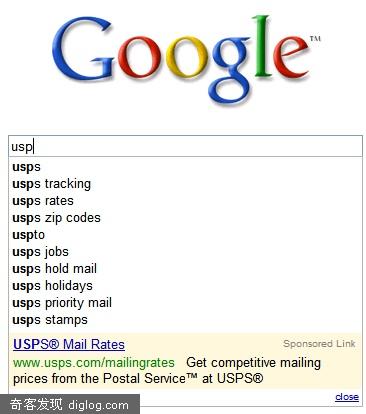 Google™
usp
usps
usps tracking
usps rates
usps zip codes
uspto
usps jobs
usps hold mail
usps holidays
usps priority mail
usps stamps
USPS® Mail Rates Sponsored Link
www.usps.com/mailingrates Get competitive mailing
prices from the Postal Service™ at USPS®
close
奇客发现 diglog.com